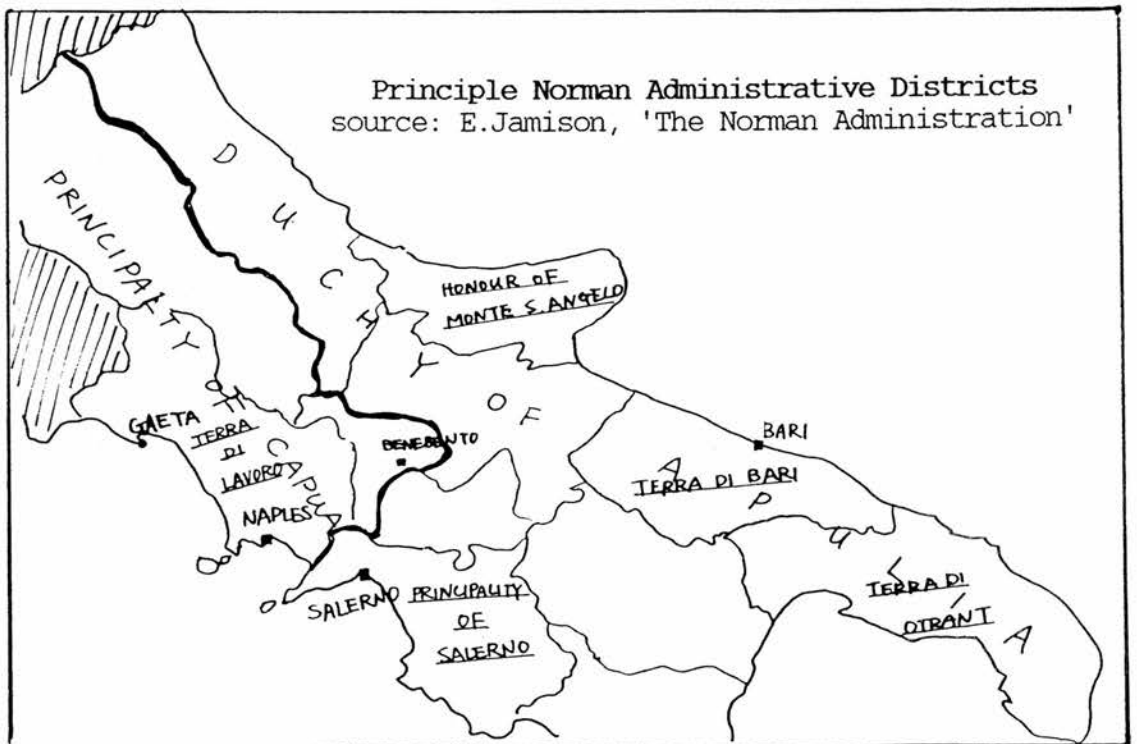 Principle Norman Administrative Districts
source: E.Jamison, 'The Norman Administration'
DUCHY OF APULIA
PRINCIPALITY OF CAPUA
HONOUR OF
MONTE S. ANGELO
GAETA
TERRA
DI
LAVORO
NAPLES
BENEBENTO
BARI
TERRA DI BARI
SALERNO
PRINCIPALITY
OF
SALERNO
TERRA DI
OTRANT